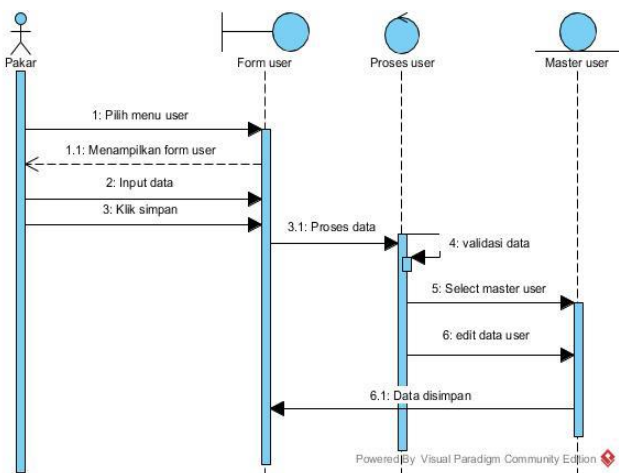 Pakar
Form user
Proses user
Master user
1: Pilih menu user
1.1: Menampilkan form user
2: Input data
3: Klik simpan
3.1: Proses data
4: validasi data
5: Select master user
6: edit data user
6.1: Data disimpan
Powered By Visual Paradigm Community Edition